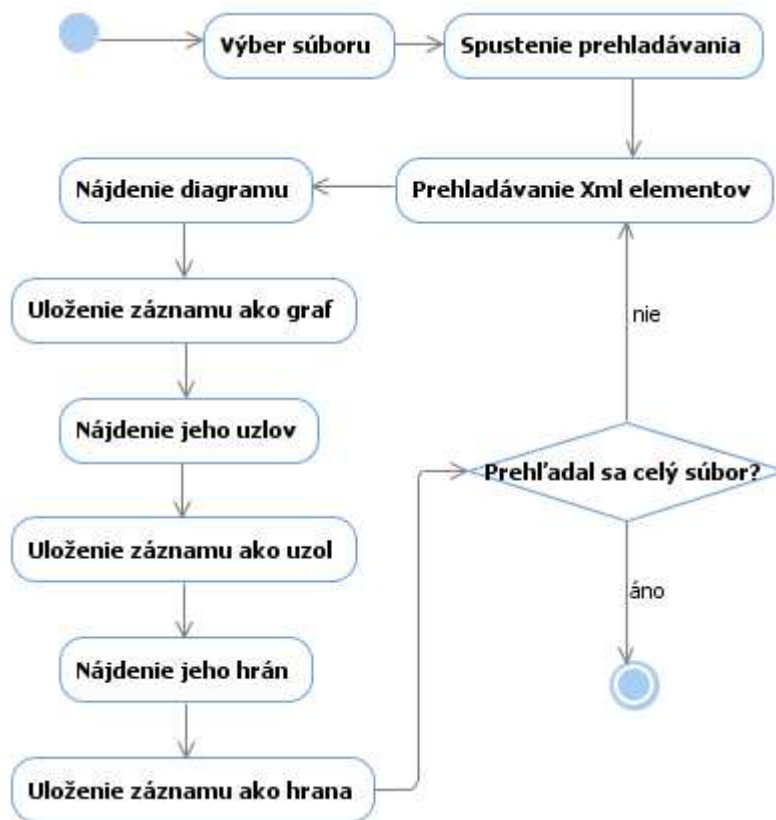 Výber súboru
Spustenie prehladávania
Prehladávanie Xml elementov
Nájdenie diagramu
Uloženie záznamu ako graf
Nájdenie jeho uzlov
Uloženie záznamu ako uzol
Nájdenie jeho hrán
Uloženie záznamu ako hrana
Prehľadal sa celý súbor?
nie
áno